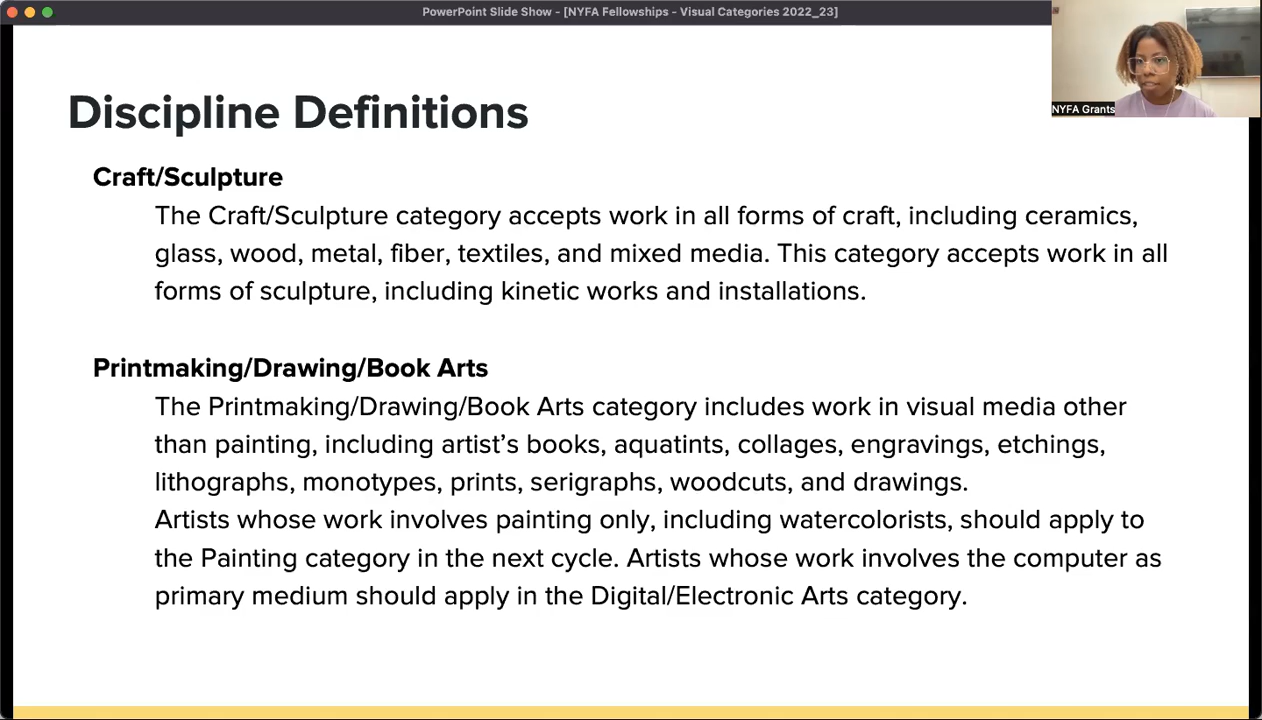 PowerPoint Slide Show - [NYFA Fellowships - Visual Categories 2022_23]
NYFA Grants
Discipline Definitions
Craft/Sculpture
The Craft/Sculpture category accepts work in all forms of craft, including ceramics,
glass, wood, metal, fiber, textiles, and mixed media. This category accepts work in all
forms of sculpture, including kinetic works and installations.
Printmaking/Drawing/Book Arts
The Printmaking/Drawing/Book Arts category includes work in visual media other
than painting, including artist’s books, aquatints, collages, engravings, etchings,
lithographs, monotypes, prints, serigraphs, woodcuts, and drawings.
Artists whose work involves painting only, including watercolorists, should apply to
the Painting category in the next cycle. Artists whose work involves the computer as
primary medium should apply in the Digital/Electronic Arts category.